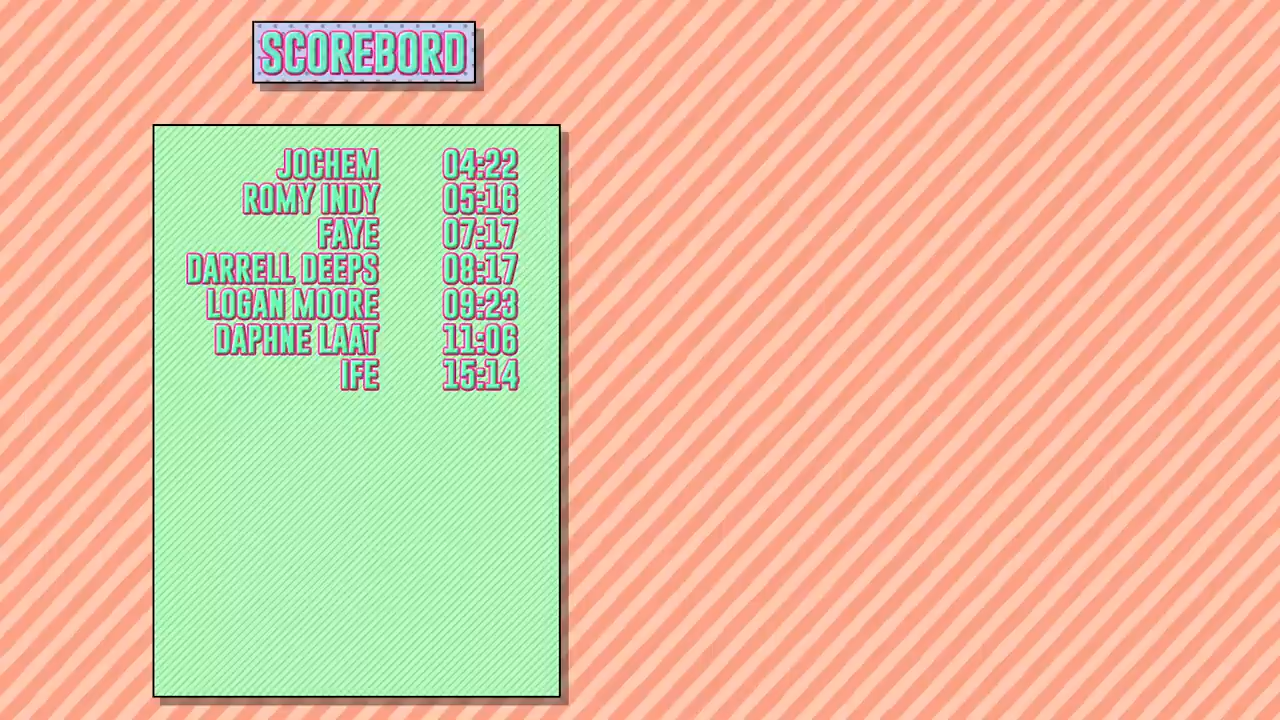 SCOREBORD
JOCHEM 04:22
ROMY INDY 05:16
FAYE 07:17
DARRELL DEEPS 08:17
LOGAN MOORE 09:23
DAPHNE LAAT 11:06
IFE 15:14